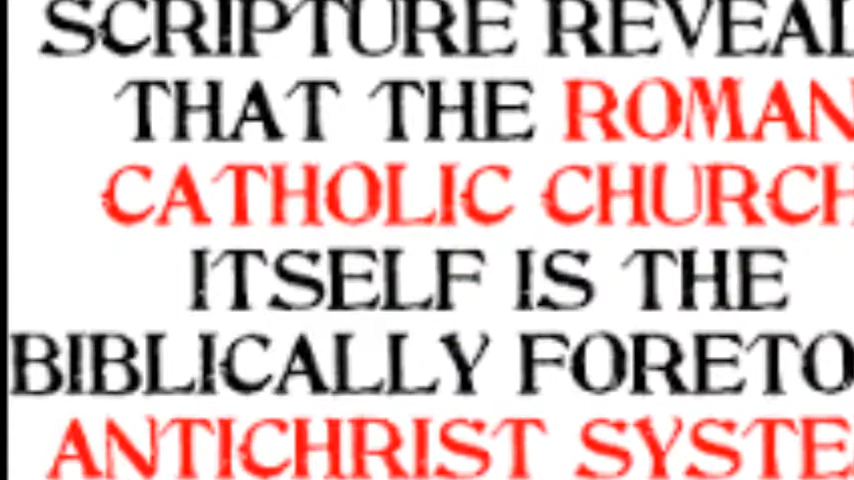 SCRIPTURE REVEAL
THAT THE ROMAN
CATHOLIC CHURCH
ITSELF IS THE
BIBLICALLY FORETO
ANTICHRIST SYSTE